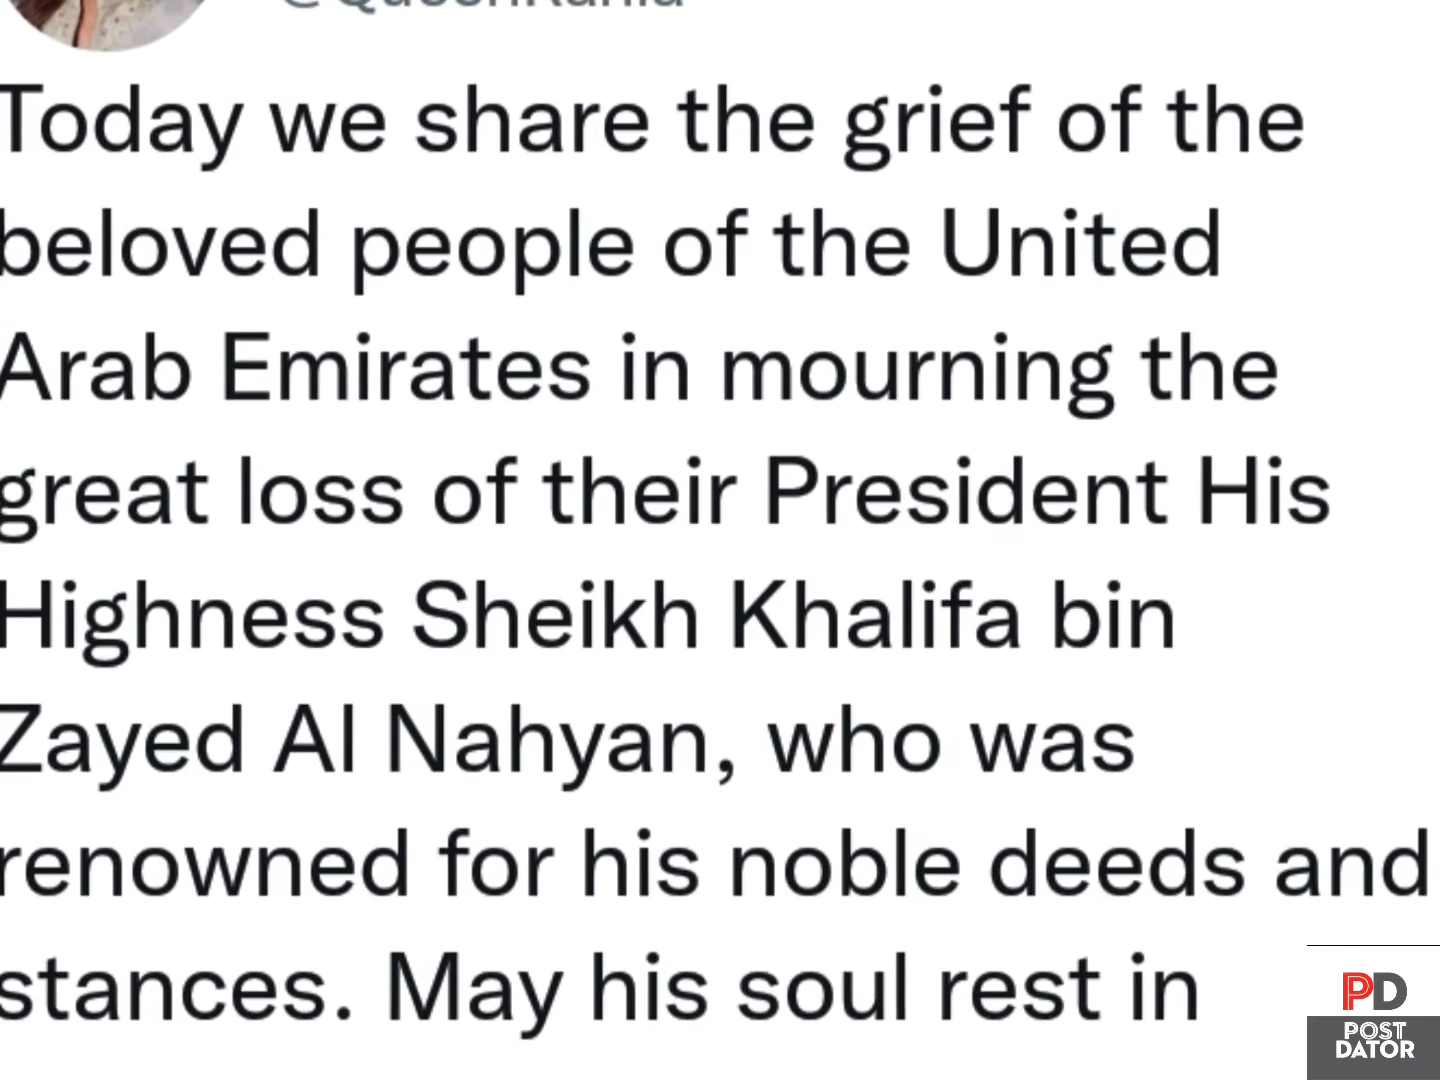 @QueenRania
Today we share the grief of the
beloved people of the United
Arab Emirates in mourning the
great loss of their President His
Highness Sheikh Khalifa bin
Zayed Al Nahyan, who was
renowned for his noble deeds and
stances. May his soul rest in
PD
POST
DATOR